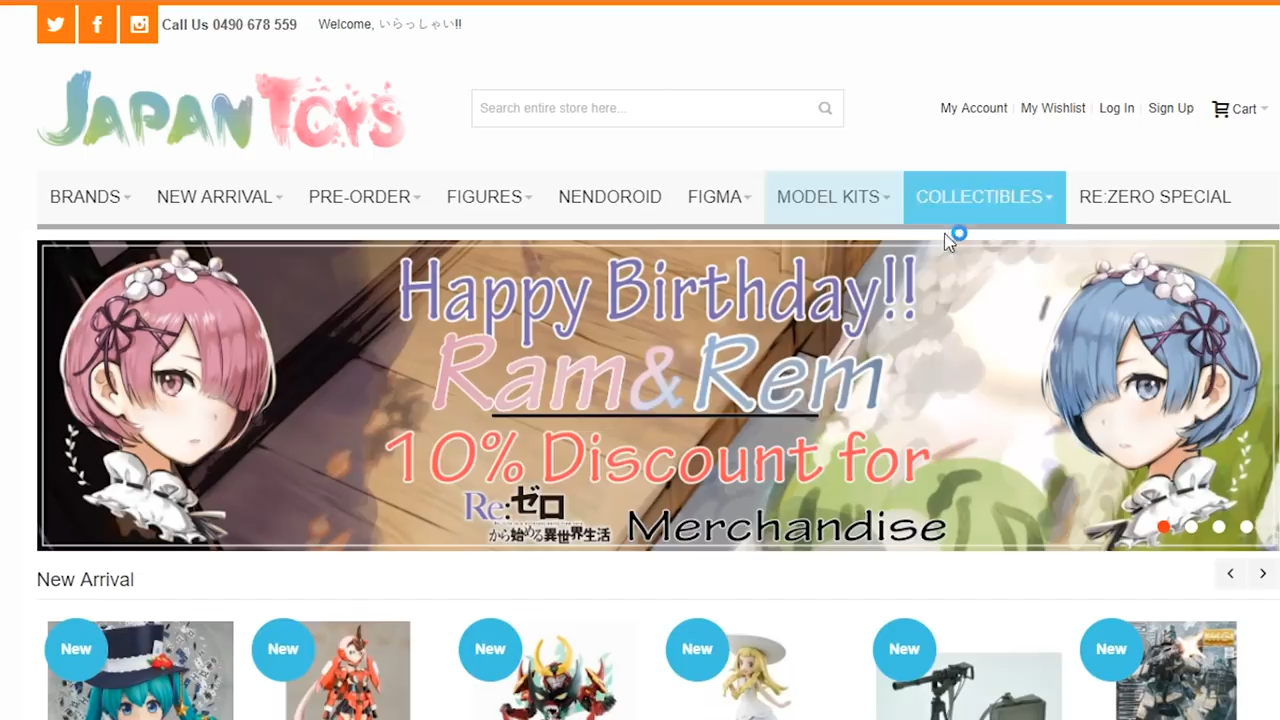 Call Us 0490 678 559 Welcome, いらっしゃい!!
JAPAN TOYS
Search entire store here...
My Account My Wishlist Log In Sign Up Cart
BRANDS NEW ARRIVAL PRE-ORDER FIGURES NENDOROID FIGMA MODEL KITS COLLECTIBLES RE:ZERO SPECIAL
Happy Birthday!!
Ram&Rem
10% Discount for
Re:ゼロ
から始める異世界生活
Merchandise
New Arrival
New New New New New New